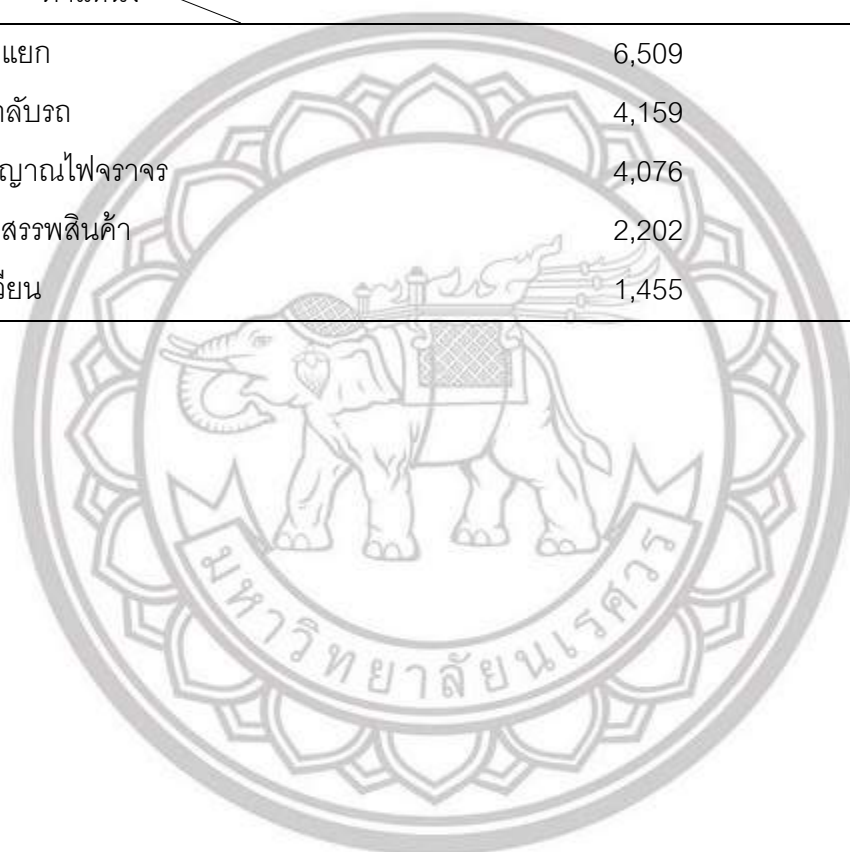 แยก 6,509
ลับรถ 4,159
ญาณไฟจราจร 4,076
สรรพสินค้า 2,202
วียน 1,455
มหาวิทยาลัยนเรศวร